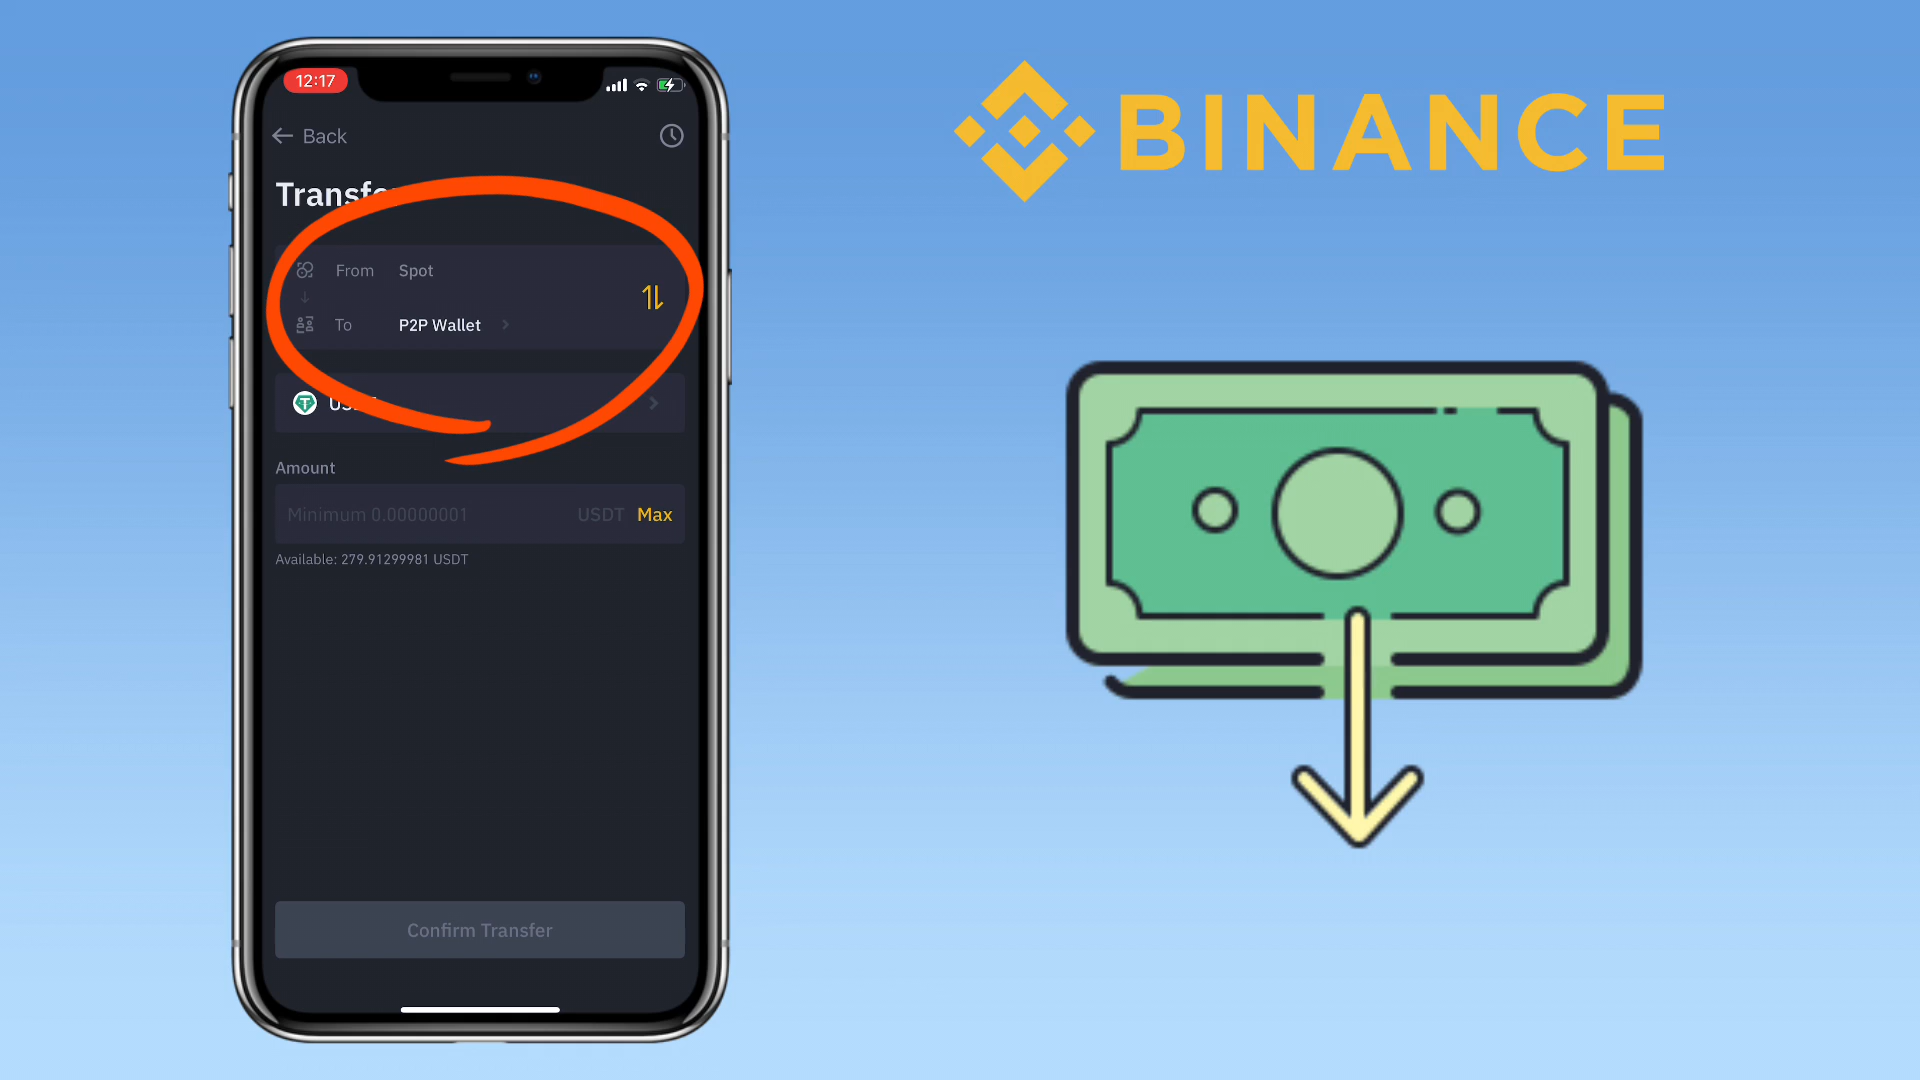 12:17
Back
BINANCE
From Spot
To P2P Wallet
Amount
Minimum 0.00000001 USDT Max
Available: 279.91299981 USDT
Confirm Transfer